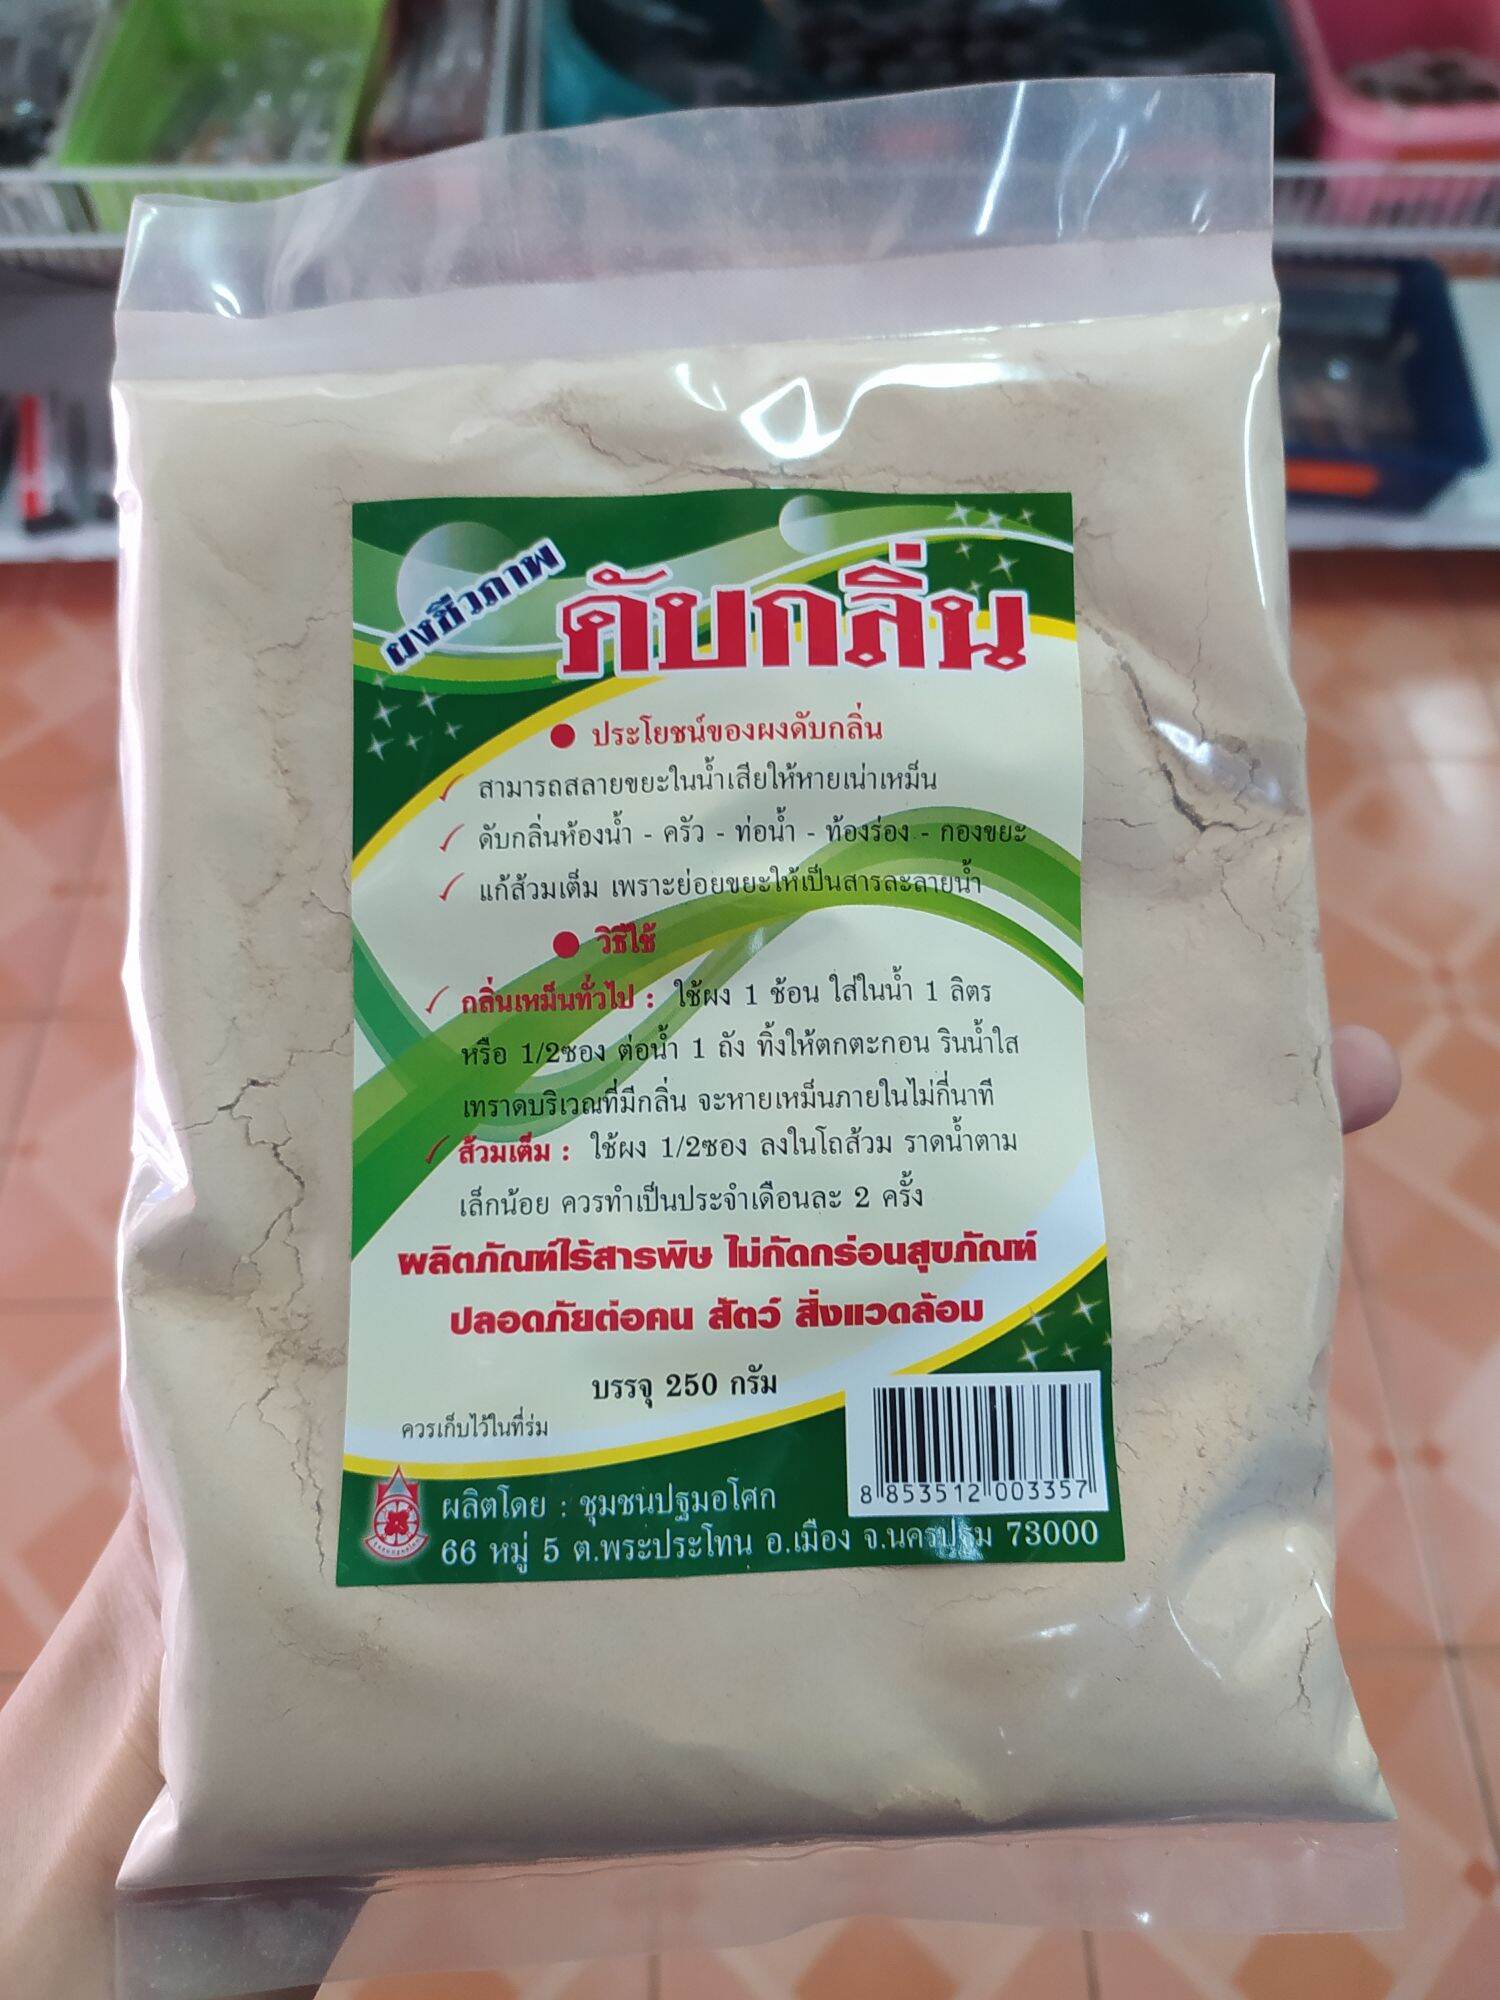 ผงชีวภาพ
ดับกลิ่น
ประโยชน์ของผงดับกลิ่น
สามารถสลายขยะในน้ำเสียให้หายเน่าเหม็น
ดับกลิ่นห้องน้ำ - ครัว - ท่อน้ำ - ท้องร่อง - กองขยะ
แก้ส้วมเต็ม เพราะย่อยขยะให้เป็นสารละลายน้ำ
วิธีใช้
กลิ่นเหม็นทั่วไป : ใช้ผง 1 ช้อน ใส่ในน้ำ 1 ลิตร
หรือ 1/2ซอง ต่อน้ำ 1 ถัง ทิ้งให้ตกตะกอน รินน้ำใส
เทราดบริเวณที่มีกลิ่น จะหายเหม็นภายในไม่กี่นาที
ส้วมเต็ม : ใช้ผง 1/2ซอง ลงในโถส้วม ราดน้ำตาม
เล็กน้อย ควรทำเป็นประจำเดือนละ 2 ครั้ง
ผลิตภัณฑ์ไร้สารพิษ ไม่กัดกร่อนสุขภัณฑ์
ปลอดภัยต่อคน สัตว์ สิ่งแวดล้อม
บรรจุ 250 กรัม
ควรเก็บไว้ในที่ร่ม
8 853512 003357
ผลิตโดย : ชุมชนปฐมอโศก
66 หมู่ 5 ต.พระประโทน อ.เมือง จ.นครปฐม 73000